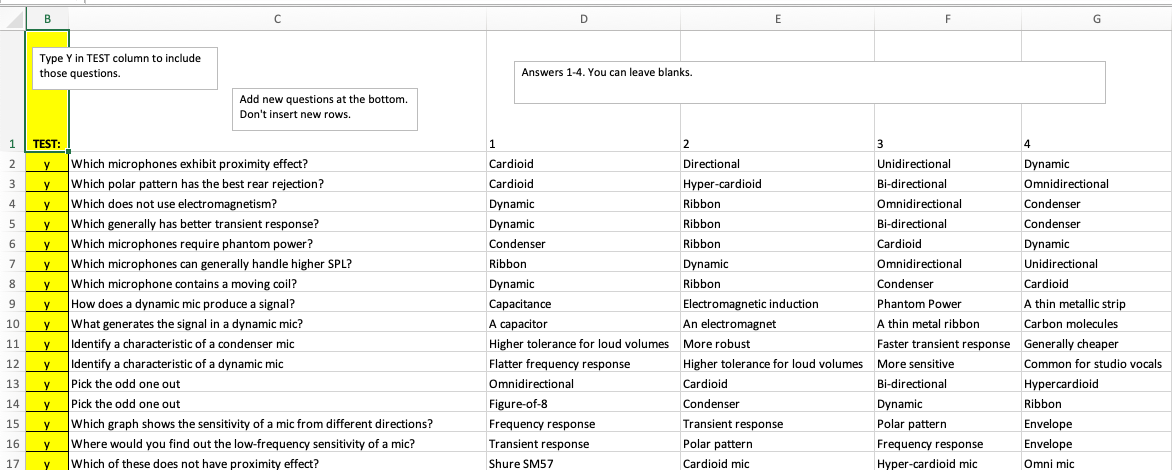 B C D E F G
Type Y in TEST column to include
those questions.
Answers 1-4. You can leave blanks.
Add new questions at the bottom.
Don't insert new rows.
1 TEST: 1 2 3 4
2 y Which microphones exhibit proximity effect? Cardioid Directional Unidirectional Dynamic
3 y Which polar pattern has the best rear rejection? Cardioid Hyper-cardioid Bi-directional Omnidirectional
4 y Which does not use electromagnetism? Dynamic Ribbon Omnidirectional Condenser
5 y Which generally has better transient response? Dynamic Ribbon Bi-directional Condenser
6 y Which microphones require phantom power? Condenser Ribbon Cardioid Dynamic
7 y Which microphones can generally handle higher SPL? Ribbon Dynamic Omnidirectional Unidirectional
8 y Which microphone contains a moving coil? Dynamic Ribbon Condenser Cardioid
9 y How does a dynamic mic produce a signal? Capacitance Electromagnetic induction Phantom Power A thin metallic strip
10 y What generates the signal in a dynamic mic? A capacitor An electromagnet A thin metal ribbon Carbon molecules
11 y Identify a characteristic of a condenser mic Higher tolerance for loud volumes More robust Faster transient response Generally cheaper
12 y Identify a characteristic of a dynamic mic Flatter frequency response Higher tolerance for loud volumes More sensitive Common for studio vocals
13 y Pick the odd one out Omnidirectional Cardioid Bi-directional Hypercardioid
14 y Pick the odd one out Figure-of-8 Condenser Dynamic Ribbon
15 y Which graph shows the sensitivity of a mic from different directions? Frequency response Transient response Polar pattern Envelope
16 y Where would you find out the low-frequency sensitivity of a mic? Transient response Polar pattern Frequency response Envelope
17 y Which of these does not have proximity effect? Shure SM57 Cardioid mic Hyper-cardioid mic Omni mic